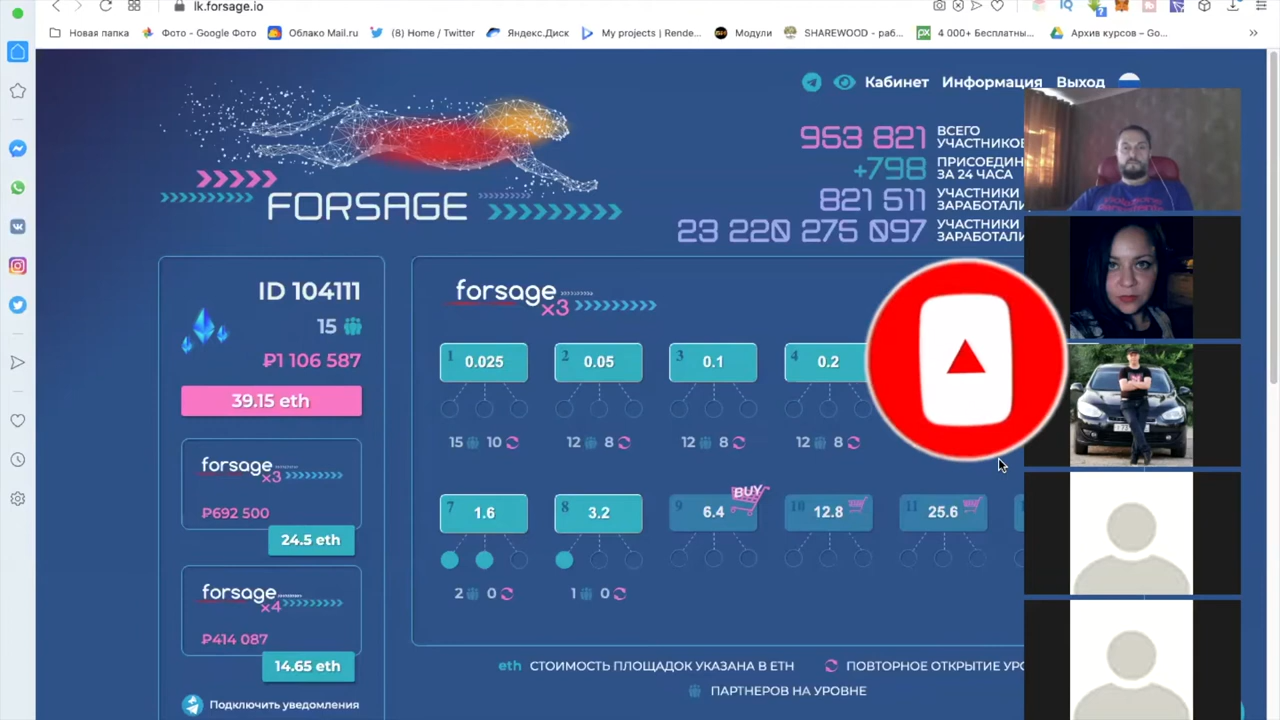 lk.forsage.io
Новая папка
Фото - Google Фото
Облако Mail.ru
(8) Home / Twitter
Яндекс.Диск
My projects | Rende...
Модули
SHAREWOOD - раб...
4 000+ Бесплатны...
Архив курсов – Go...
Кабинет Информация Выход
953 821 ВСЕГО
УЧАСТНИКОВ
+798 ПРИСОЕДИН
ЗА 24 ЧАСА
821 511 УЧАСТНИКИ
ЗАРАБОТАЛИ
23 220 275 097 УЧАСТНИКИ
ЗАРАБОТАЛИ
FORSAGE
ID 104111
15
₽1 106 587
39.15 eth
forsage
x3
₽692 500
24.5 eth
forsage
x4
₽414 087
14.65 eth
Подключить уведомления
forsage
x3
1 0.025
2 0.05
3 0.1
4 0.2
15 10
12 8
12 8
12 8
7 1.6
8 3.2
9 6.4 BUY
10 12.8
11 25.6
2 0
1 0
eth СТОИМОСТЬ ПЛОЩАДОК УКАЗАНА В ETH
ПОВТОРНОЕ ОТКРЫТИЕ УРО
ПАРТНЕРОВ НА УРОВНЕ